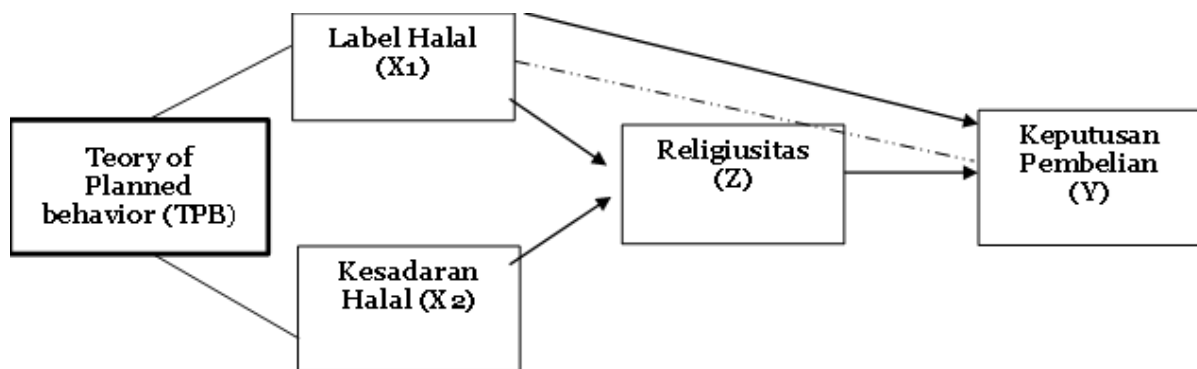 Label Halal
(X1)
Teory of
Planned
behavior (TPB)
Religiusitas
(Z)
Keputusan
Pembelian
(Y)
Kesadaran
Halal (X2)